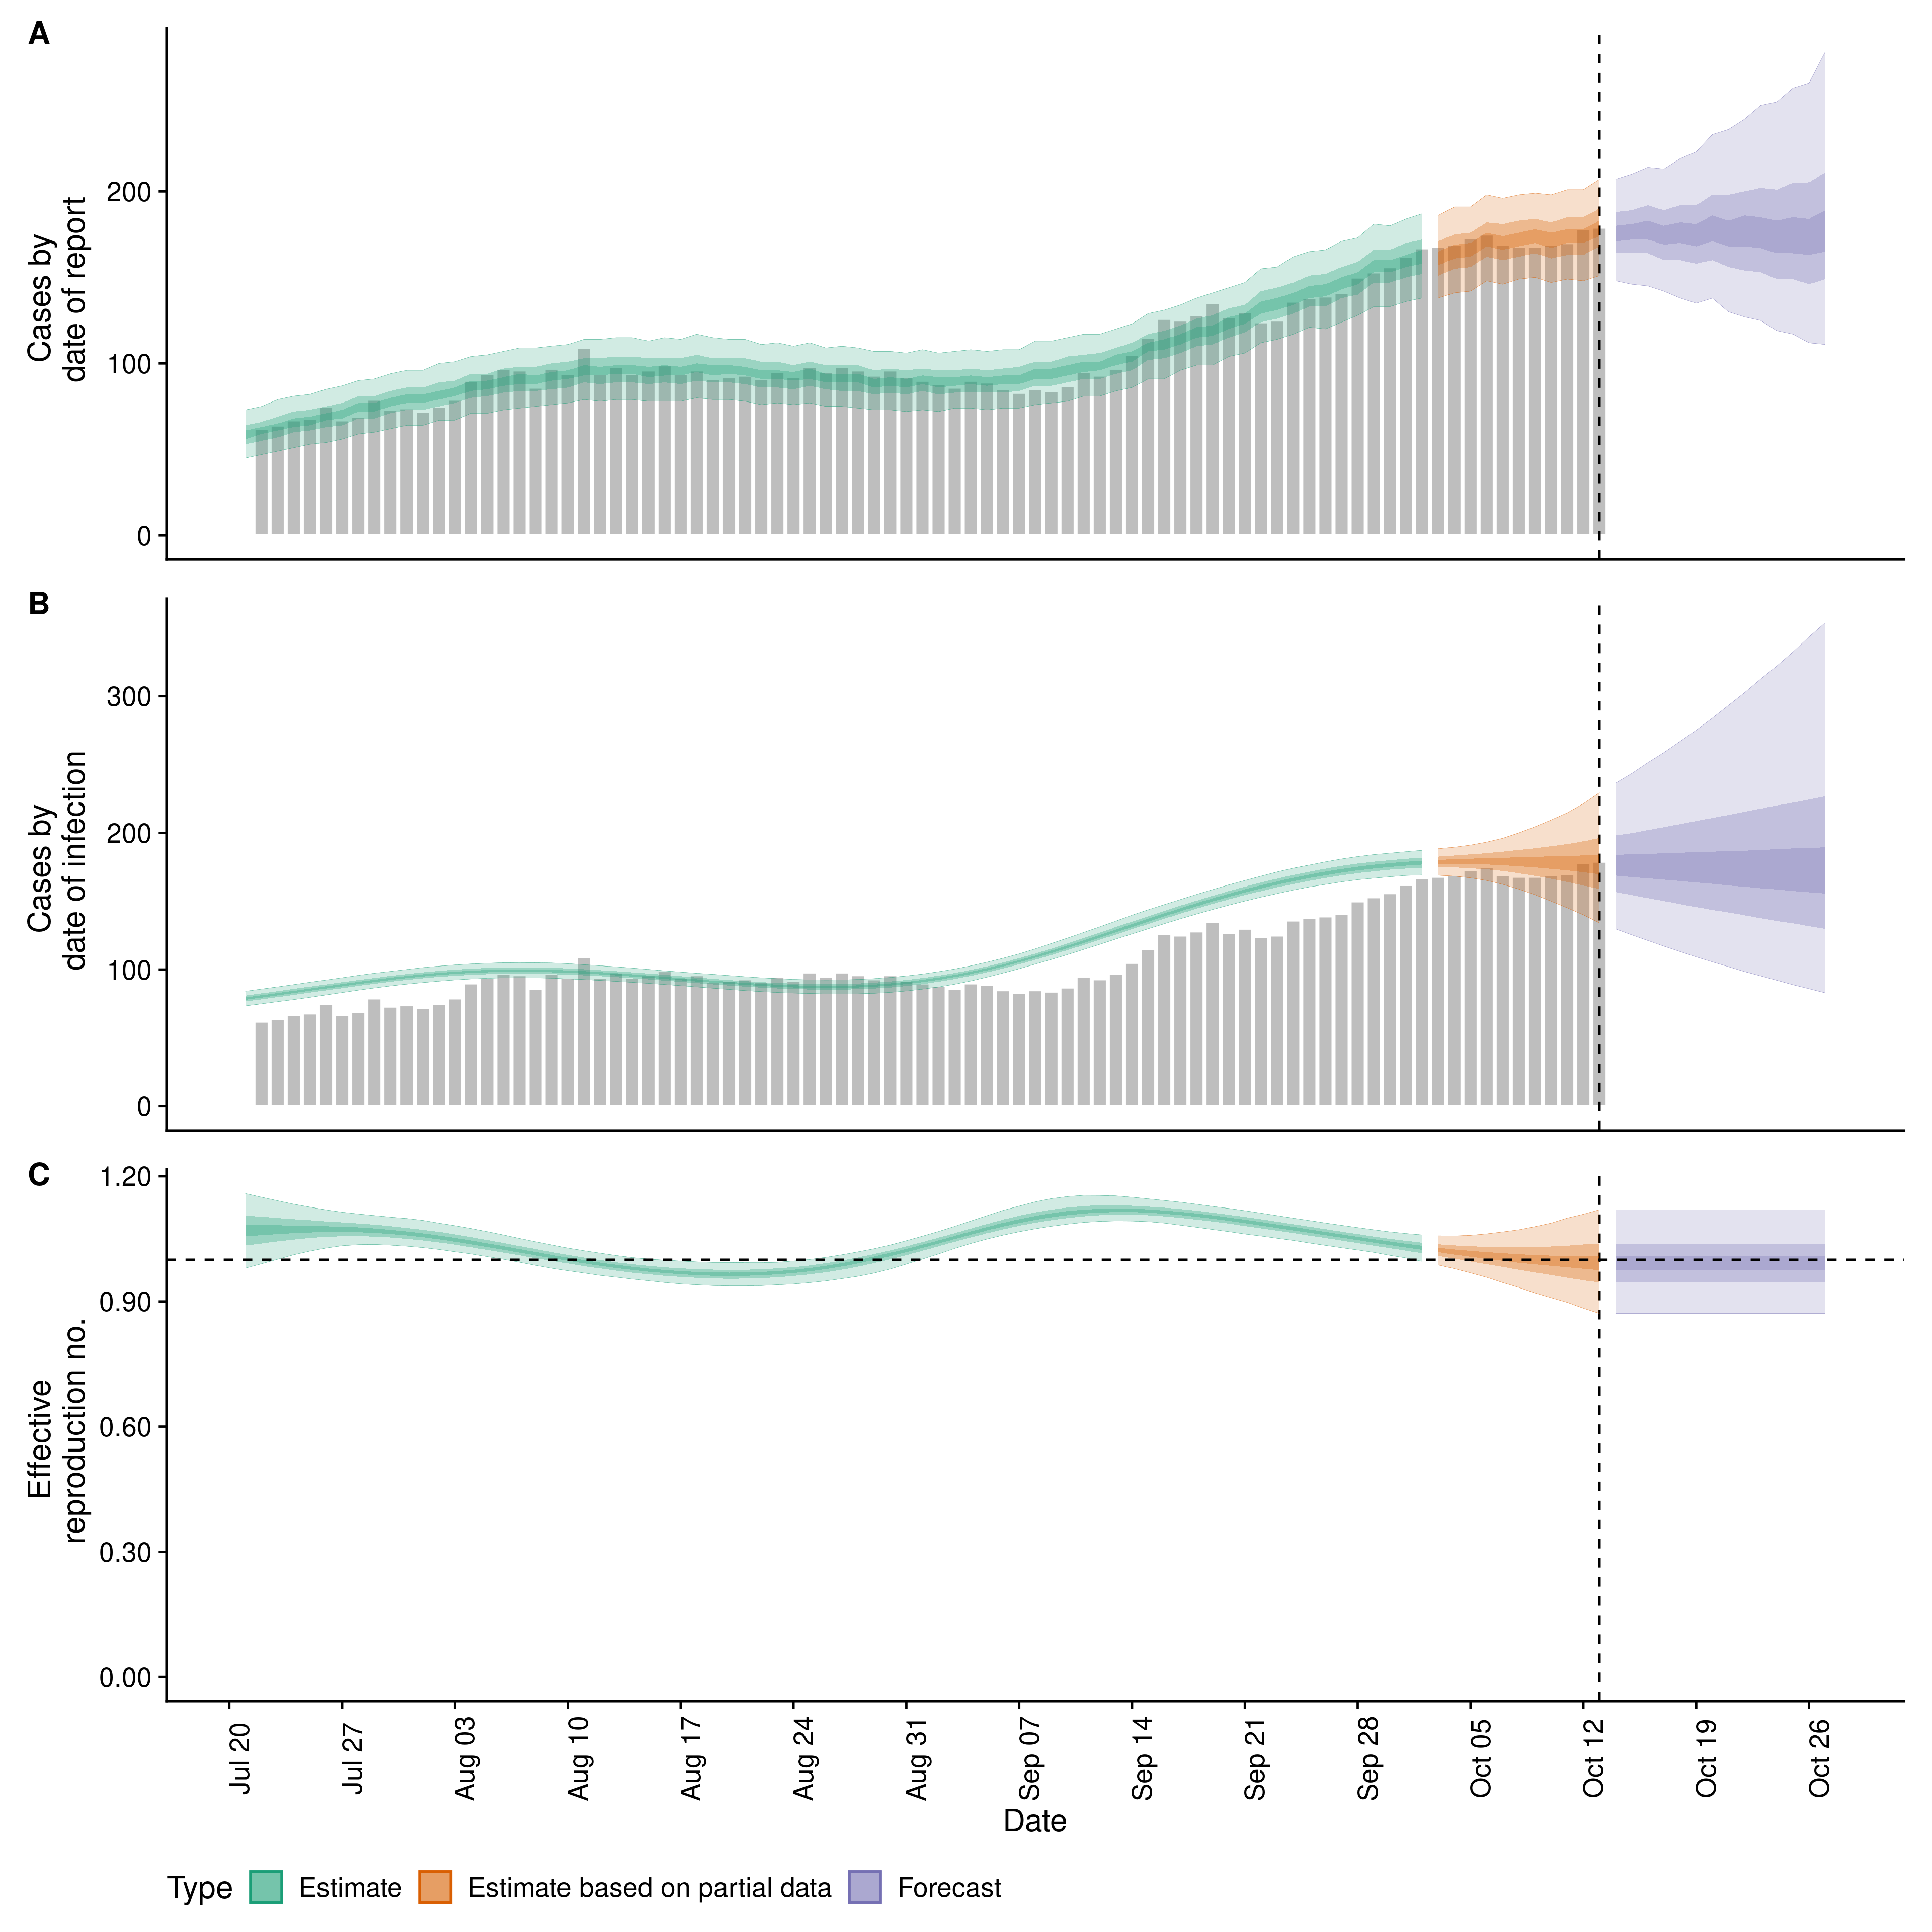 A
Cases by
date of report
200
100
0
B
Cases by
date of infection
300
200
100
0
C
Effective
reproduction no.
1.20
0.90
0.60
0.30
0.00
Jul 20
Jul 27
Aug 03
Aug 10
Aug 17
Aug 24
Aug 31
Sep 07
Sep 14
Sep 21
Sep 28
Oct 05
Oct 12
Oct 19
Oct 26
Date
Type Estimate Estimate based on partial data Forecast